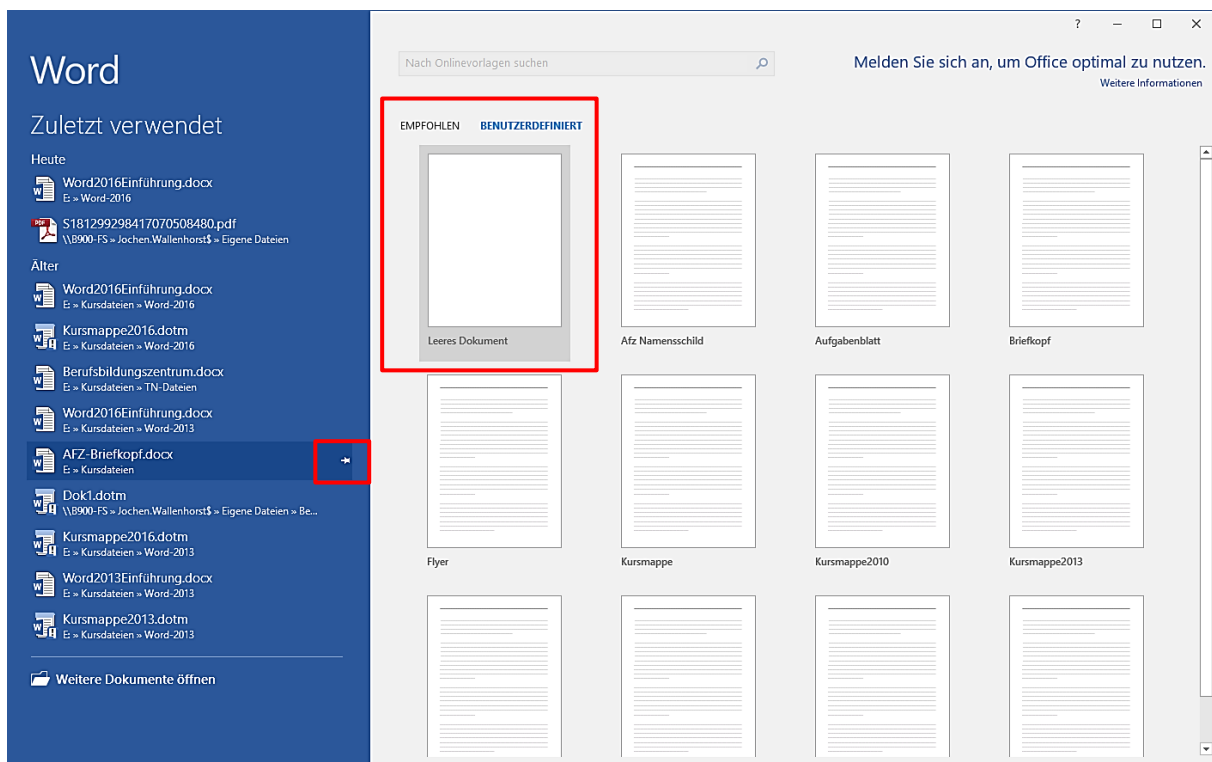 ?
Word
Nach Onlinevorlagen suchen
Melden Sie sich an, um Office optimal zu nutzen.
Weitere Informationen
Zuletzt verwendet
Heute
Word2016Einführung.docx
E: » Word-2016
S181299298417070508480.pdf
\\B900-FS » Jochen.Wallenhorst$ » Eigene Dateien
Älter
Word2016Einführung.docx
E: » Kursdateien » Word-2016
Kursmappe2016.dotm
E: » Kursdateien » Word-2016
Berufsbildungszentrum.docx
E: » Kursdateien » TN-Dateien
Word2016Einführung.docx
E: » Kursdateien » Word-2013
AFZ-Briefkopf.docx
E: » Kursdateien
Dok1.dotm
\\B900-FS » Jochen.Wallenhorst$ » Eigene Dateien » Be...
Kursmappe2016.dotm
E: » Kursdateien » Word-2013
Word2013Einführung.docx
E: » Kursdateien » Word-2013
Kursmappe2013.dotm
E: » Kursdateien » Word-2013
Weitere Dokumente öffnen
EMPFOHLEN BENUTZERDEFINIERT
Leeres Dokument
Afz Namensschild
Aufgabenblatt
Briefkopf
Flyer
Kursmappe
Kursmappe2010
Kursmappe2013